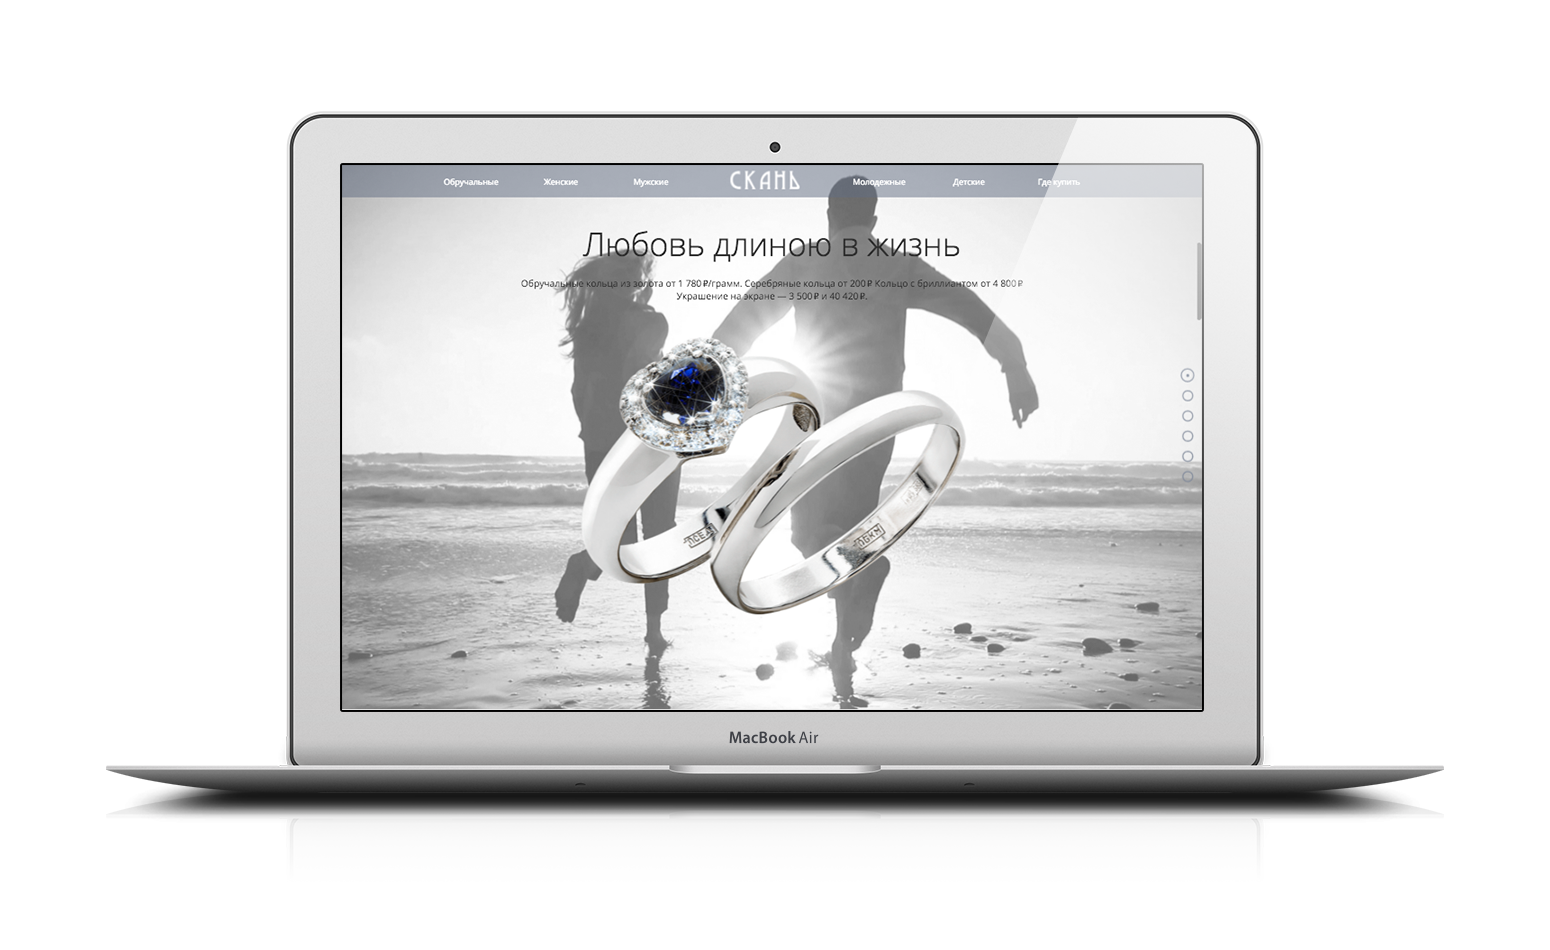 Обручальные Женские Мужские СКАНЬ Молодежные Детские Где купить
Любовь длиною в жизнь
Обручальные кольца из золота от 1 780 ₽/грамм. Серебряные кольца от 200 ₽ Кольцо с бриллиантом от 4 800 ₽
Украшение на экране — 3 500 ₽ и 40 420 ₽.
MacBook Air